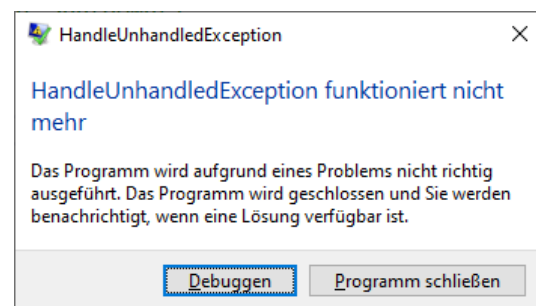 HandleUnhandledException
HandleUnhandledException funktioniert nicht
mehr
Das Programm wird aufgrund eines Problems nicht richtig
ausgeführt. Das Programm wird geschlossen und Sie werden
benachrichtigt, wenn eine Lösung verfügbar ist.
Debuggen Programm schließen